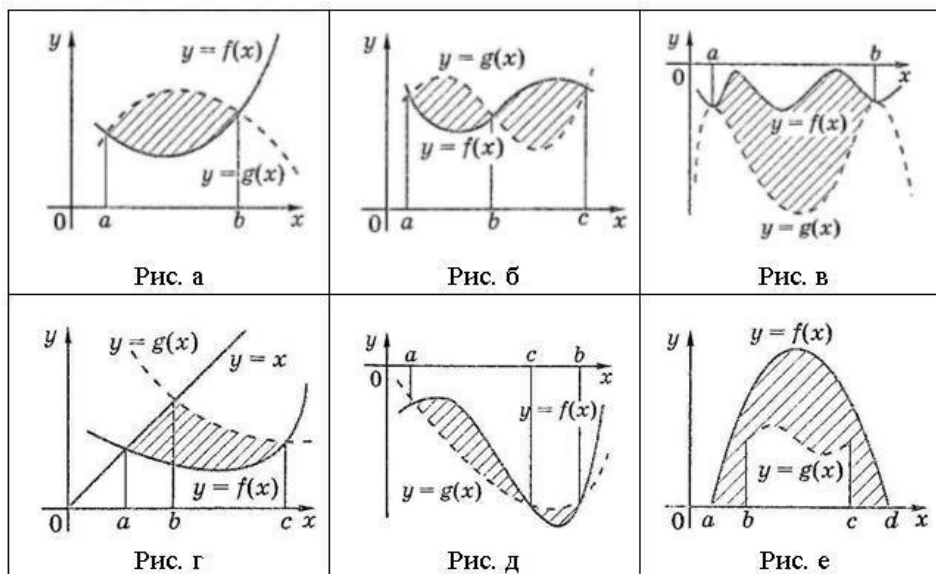 y
y = f(x)
y = g(x)
0
a
b
x
Рис. а
y
y = g(x)
y = f(x)
0
a
b
c
x
Рис. б
a
b
0
x
y = f(x)
y
y = g(x)
Рис. в
y
y = g(x)
y = x
y = f(x)
0
a
b
c
x
Рис. г
y
a
c
b
0
x
y = f(x)
y = g(x)
Рис. д
y
y = f(x)
y = g(x)
0
a
b
c
d
x
Рис. е